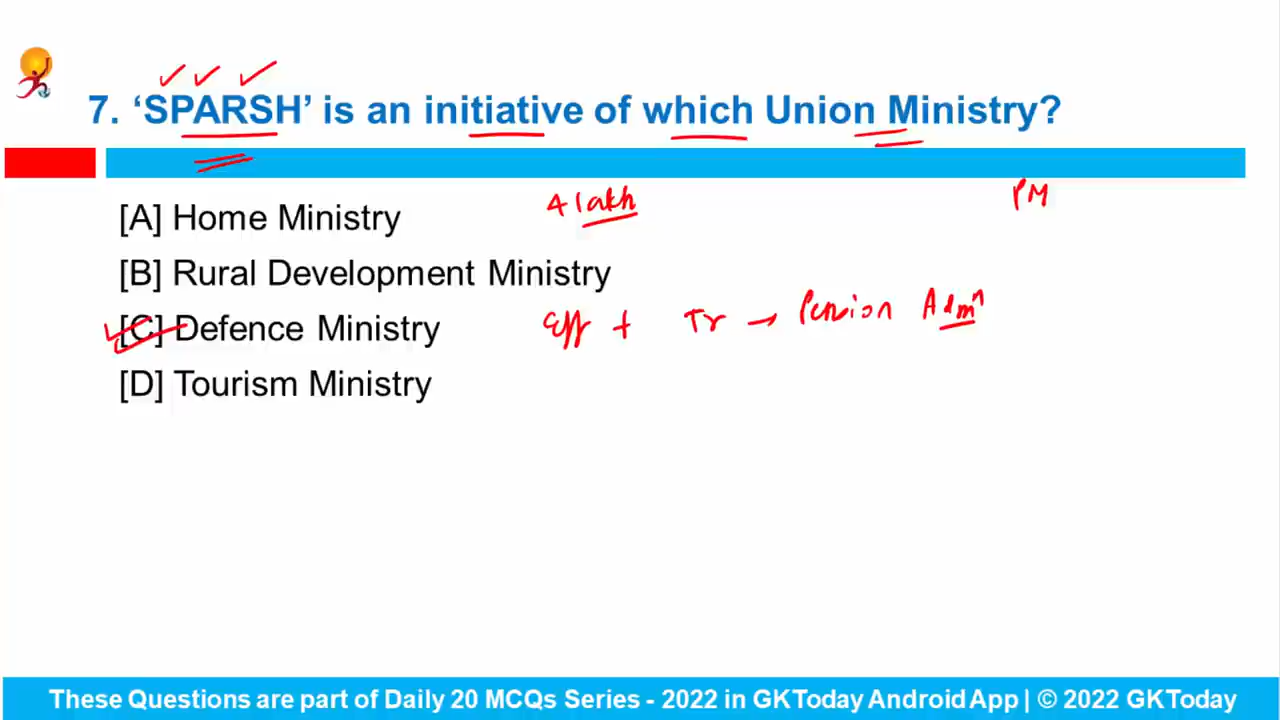 7. ‘SPARSH’ is an initiative of which Union Ministry?
[A] Home Ministry
4 lakh
PM
[B] Rural Development Ministry
[C] Defence Ministry
Eff + Tr → Pension Admn
[D] Tourism Ministry
These Questions are part of Daily 20 MCQs Series - 2022 in GKToday Android App | © 2022 GKToday